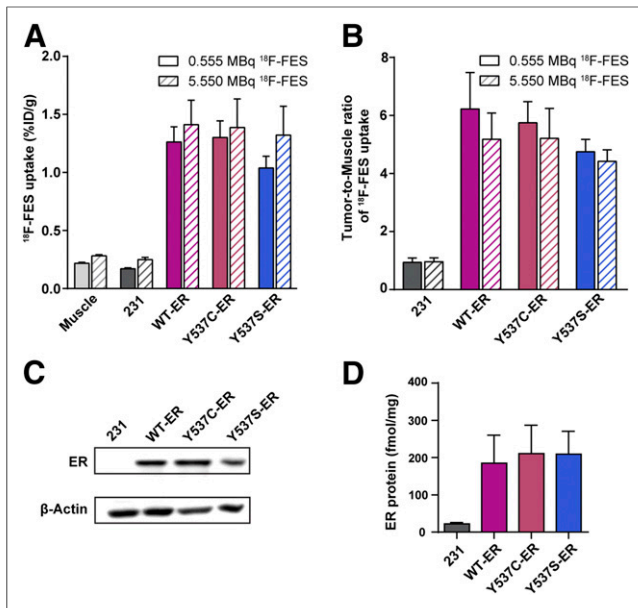 A
0.555 MBq ¹⁸F-FES
5.550 MBq ¹⁸F-FES
¹⁸F-FES uptake (%ID/g)
2.0
1.5
1.0
0.5
0.0
Muscle
231
WT-ER
Y537C-ER
Y537S-ER
B
0.555 MBq ¹⁸F-FES
5.550 MBq ¹⁸F-FES
Tumor-to-Muscle ratio
of ¹⁸F-FES uptake
8
6
4
2
0
231
WT-ER
Y537C-ER
Y537S-ER
C
231
WT-ER
Y537C-ER
Y537S-ER
ER
β-Actin
D
ER protein (fmol/mg)
400
300
200
100
0
231
WT-ER
Y537C-ER
Y537S-ER